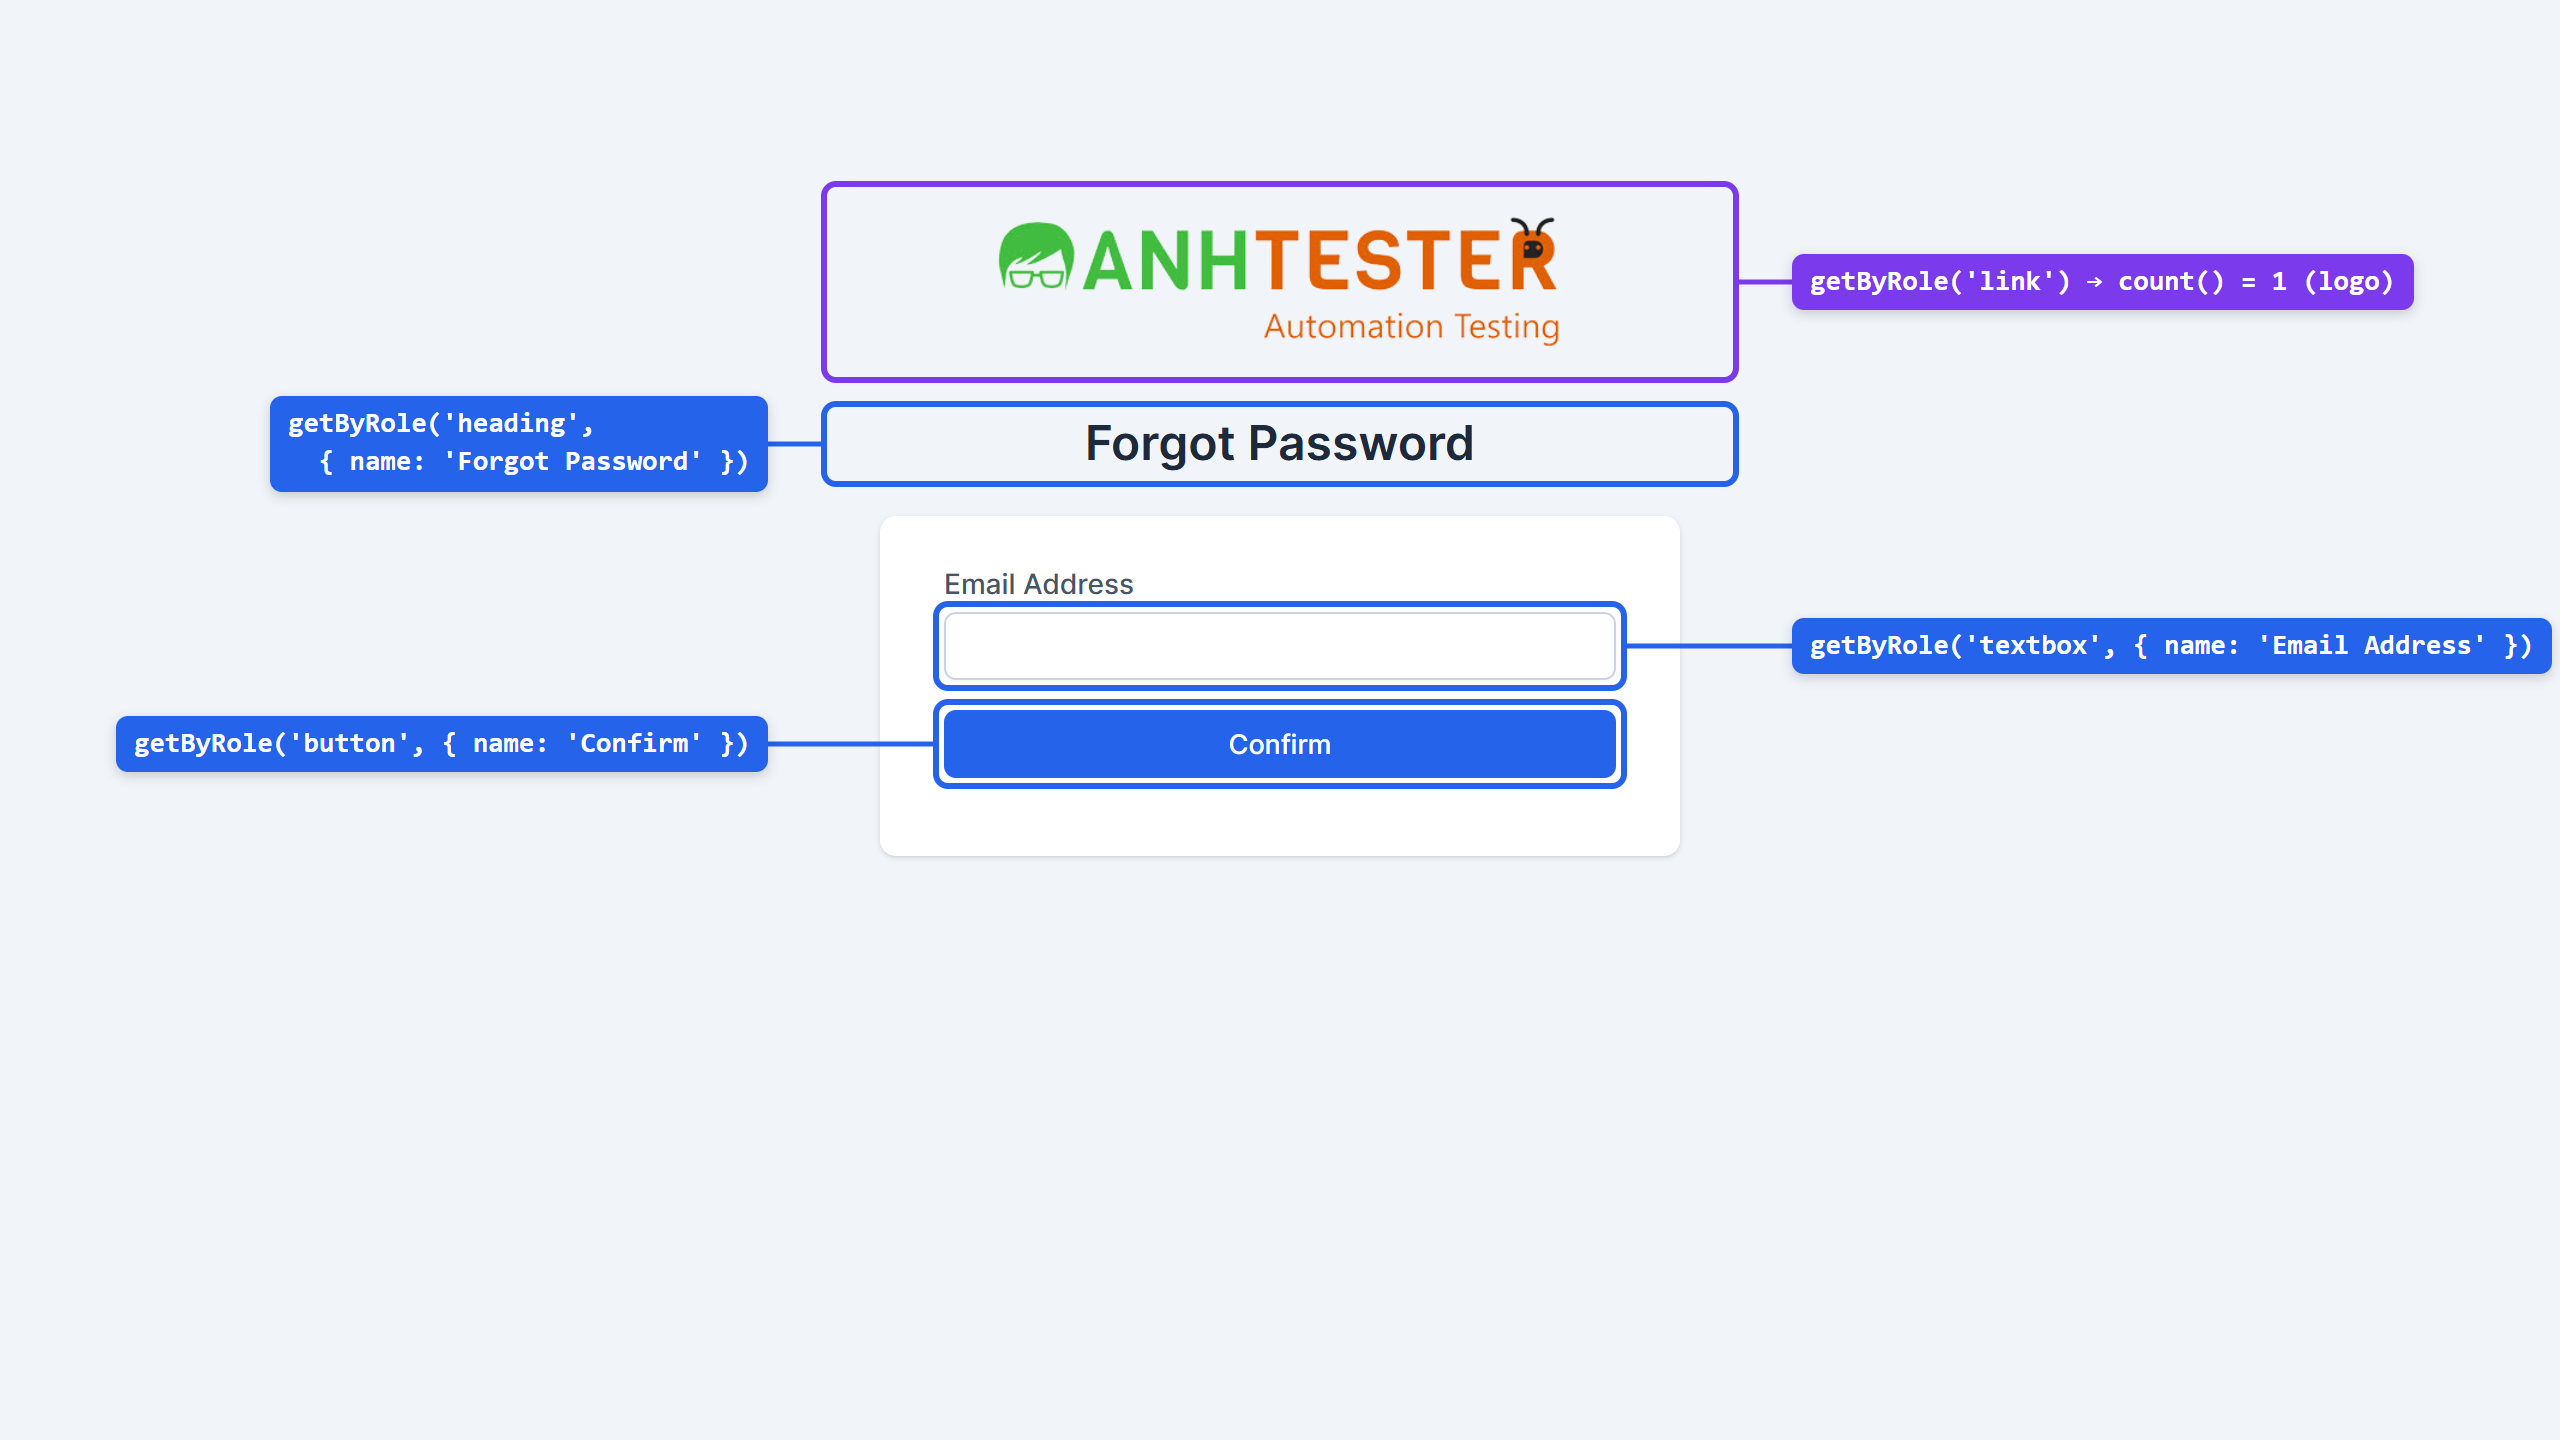 ANHTESTER
Automation Testing
getByRole('link') → count() = 1 (logo)
getByRole('heading',
{ name: 'Forgot Password' })
Forgot Password
Email Address
getByRole('textbox', { name: 'Email Address' })
getByRole('button', { name: 'Confirm' })
Confirm